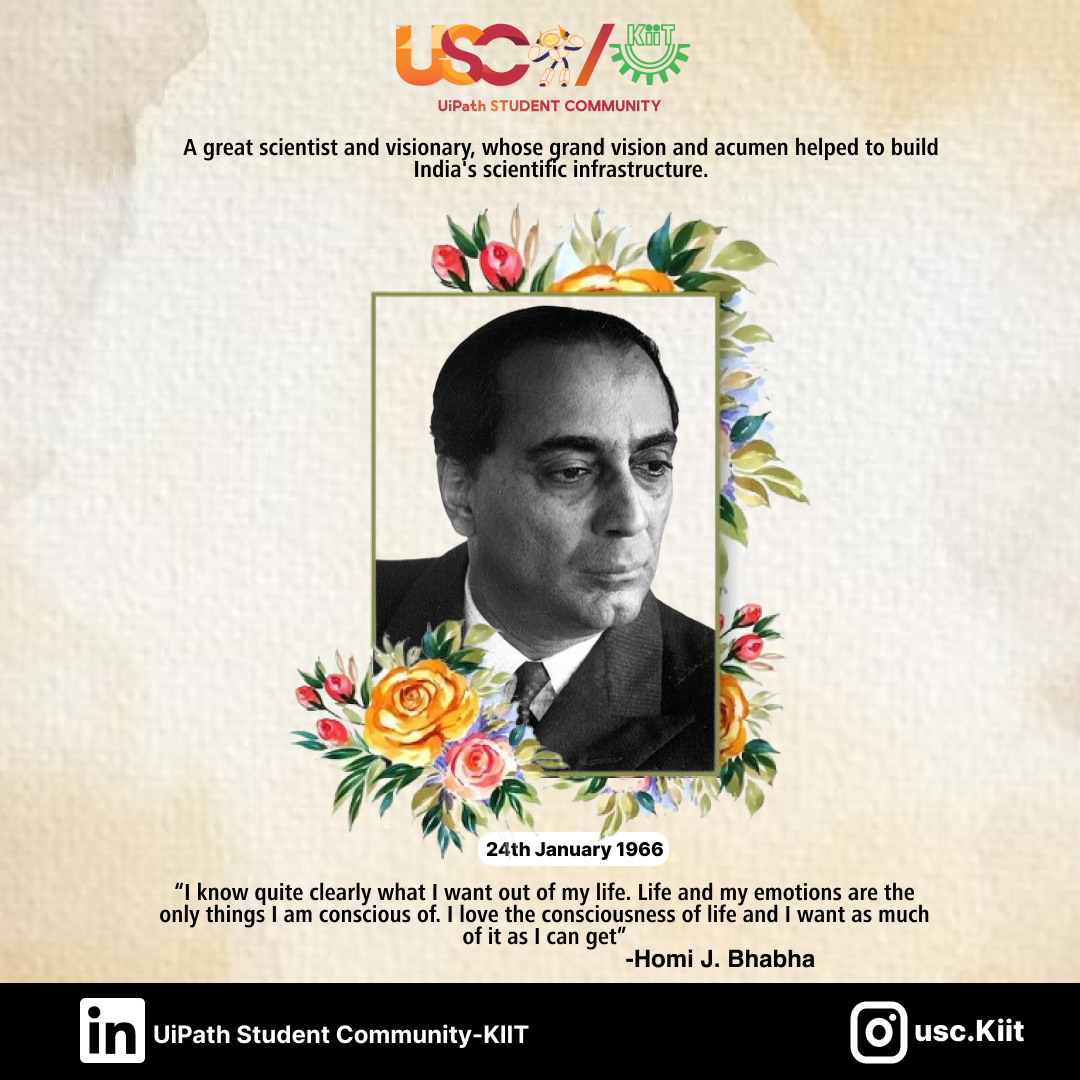 USC/KiiT
UiPath STUDENT COMMUNITY
A great scientist and visionary, whose grand vision and acumen helped to build
India's scientific infrastructure.
24th January 1966
“I know quite clearly what I want out of my life. Life and my emotions are the
only things I am conscious of. I love the consciousness of life and I want as much
of it as I can get”
-Homi J. Bhabha
in UiPath Student Community-KIIT
usc.Kiit